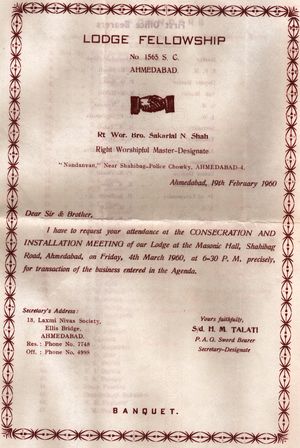 LODGE FELLOWSHIP
No. 1565 S. C.
AHMEDABAD.
Rt Wor. Bro. Sakarlal N. Shah
Right Worshipful Master-Designate
"Nandanvan," Near Shahibag-Police Chowky, AHMEDABAD-4.
Ahmedabad, 19th February 1960
Dear Sir & Brother,
I have to request your attendance at the CONSECRATION AND
INSTALLATION MEETING of our Lodge at the Masonic Hall, Shahibag
Road, Ahmedabad, on Friday, 4th March 1960, at 6-30 P. M. precisely,
for transaction of the business entered in the Agenda.
Secretary's Address :
13, Laxmi Nivas Society,
Ellis Bridge,
AHMEDABAD.
Res. : Phone No. 7748
Off. : Phone No. 4998
Yours faithfully,
S/d. H. M. TALATI
P. A. G. Sword Bearer
Secretary-Designate
BANQUET.